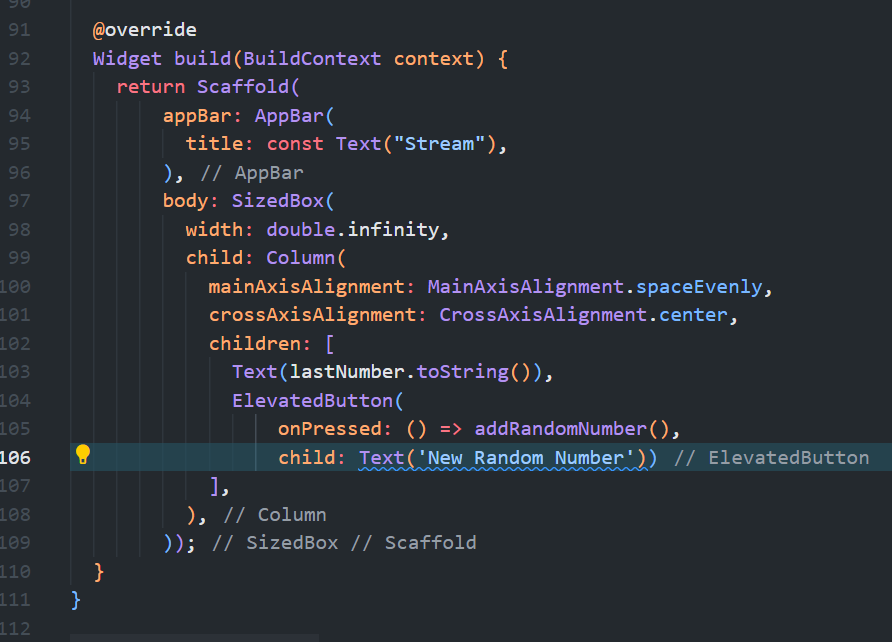 90
91 @override
92 Widget build(BuildContext context) {
93 return Scaffold(
94 appBar: AppBar(
95 title: const Text("Stream"),
96 ), // AppBar
97 body: SizedBox(
98 width: double.infinity,
99 child: Column(
100 mainAxisAlignment: MainAxisAlignment.spaceEvenly,
101 crossAxisAlignment: CrossAxisAlignment.center,
102 children: [
103 Text(lastNumber.toString()),
104 ElevatedButton(
105 onPressed: () => addRandomNumber(),
106 child: Text('New Random Number')) // ElevatedButton
107 ],
108 ), // Column
109 )); // SizedBox // Scaffold
110 }
111 }
112